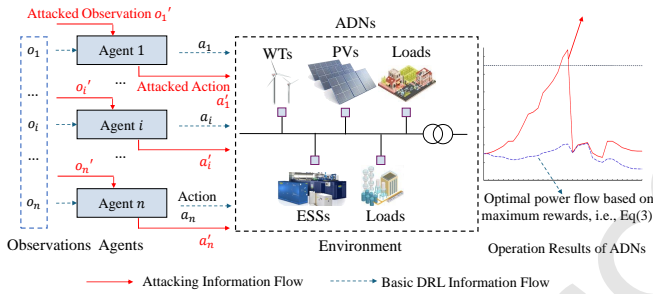 Attacked Observation o₁′
ADNs
o₁
Agent 1
a₁
WTs
PVs
Loads
...
...
oᵢ′
Attacked Action
a₁′
oᵢ
Agent i
aᵢ
...
...
aᵢ′
oₙ′
Action
oₙ
Agent n
aₙ
ESSs
Loads
aₙ′
Optimal power flow based on
maximum rewards, i.e., Eq(3)
Observations
Agents
Environment
Operation Results of ADNs
Attacking Information Flow
Basic DRL Information Flow